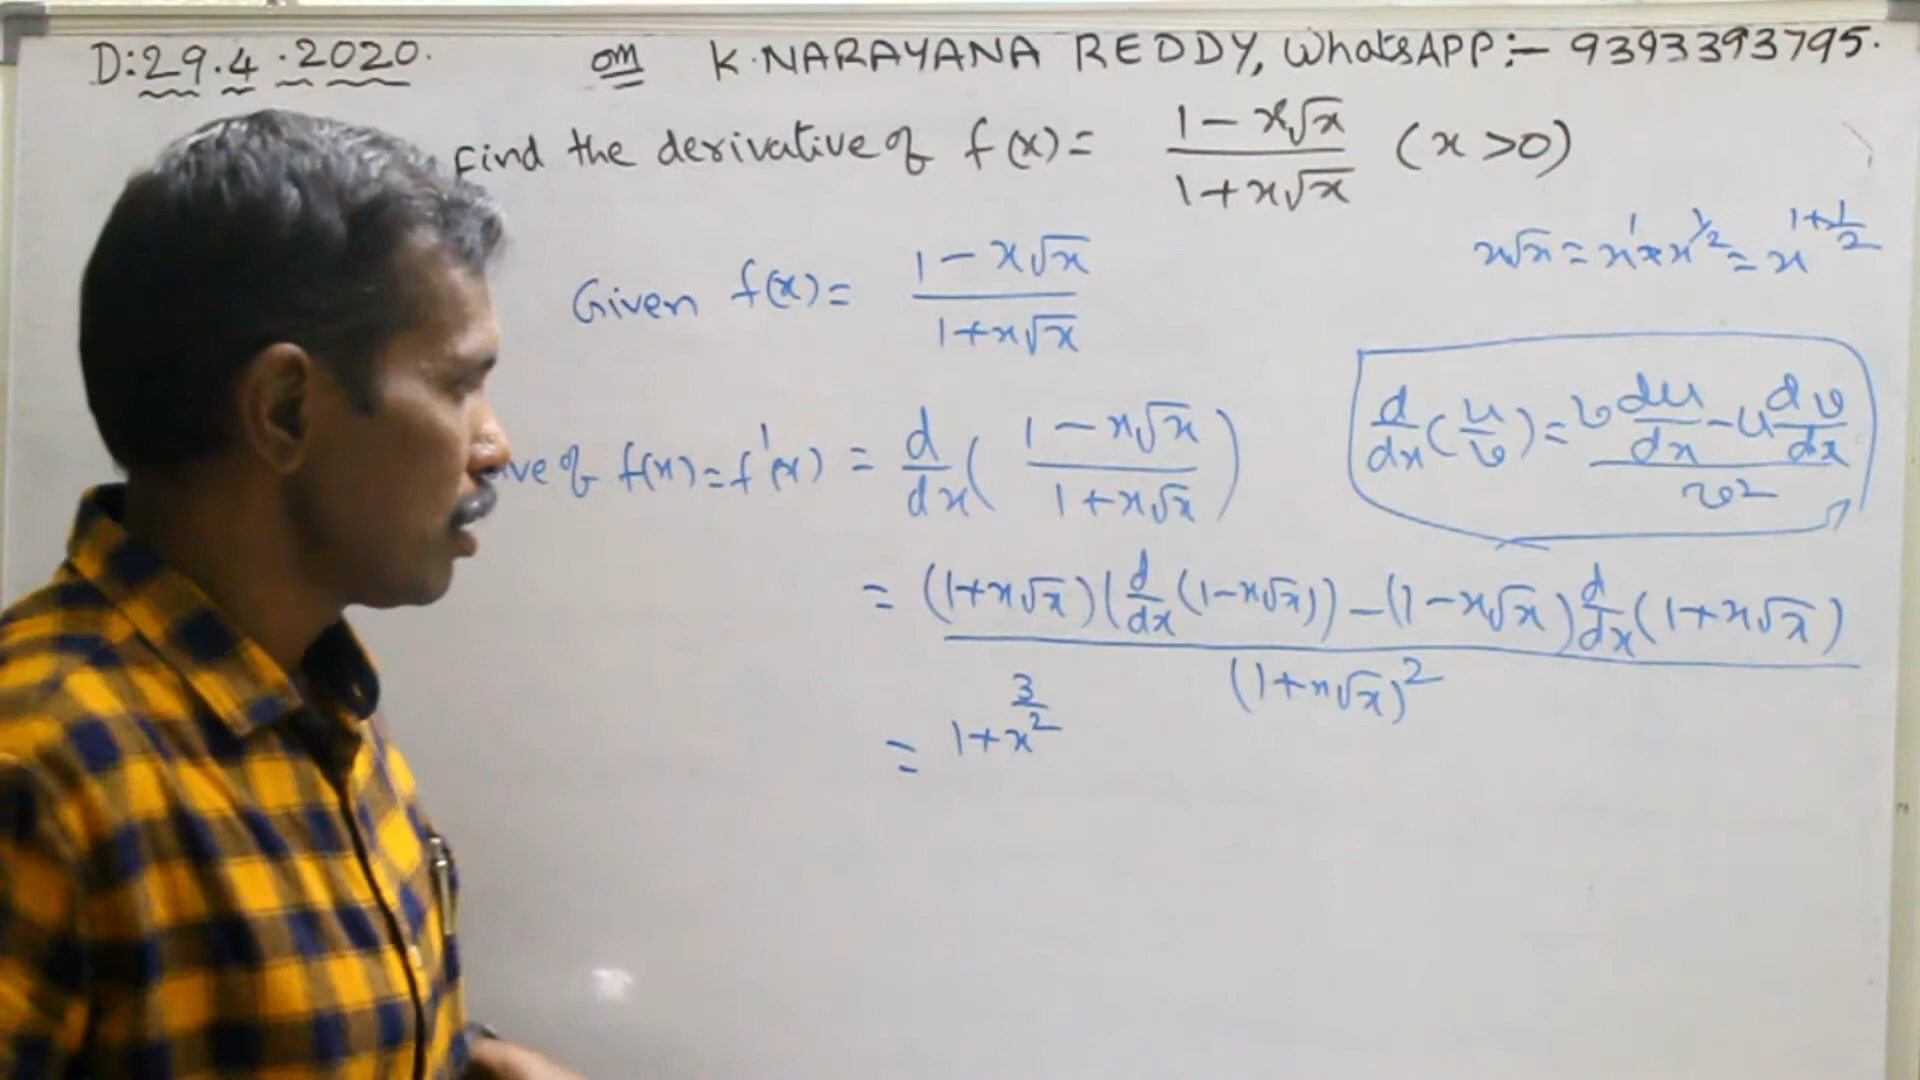 D:29.4.2020. om K.NARAYANA REDDY, WhatsAPP:- 9393393795.
Find the derivative of f(x)= (1-x√x)/(1+x√x) (x>0)
x√x = x^1 * x^1/2 = x^(1+1/2)
Given f(x)= (1-x√x)/(1+x√x)
ive of f(x)=f'(x) = d/dx((1-x√x)/(1+x√x))
d/dx(u/v)=(v du/dx - u dv/dx)/v²
= ((1+x√x)(d/dx(1-x√x))-(1-x√x)d/dx(1+x√x))/(1+x√x)²
= 1+x^3/2